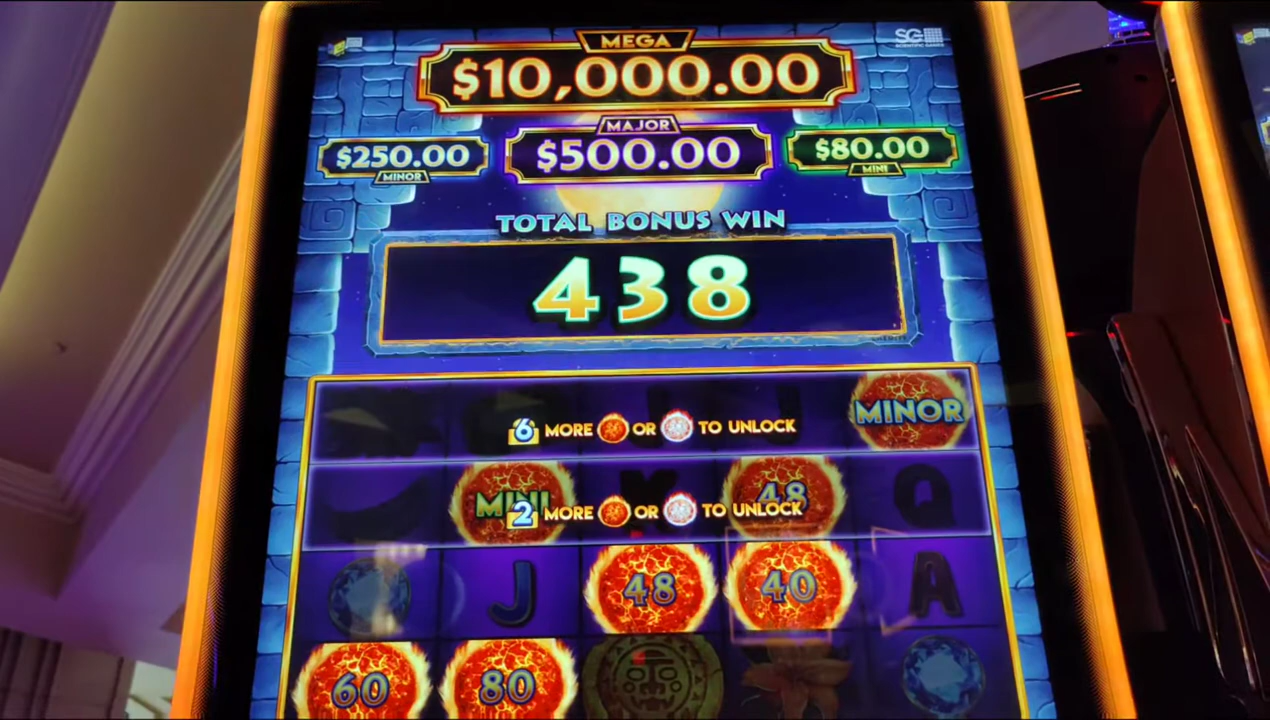 MEGA
$10,000.00
SG
SCIENTIFIC GAMES
MAJOR
$250.00
$500.00
$80.00
MINOR
MINI
TOTAL BONUS WIN
438
6 MORE OR TO UNLOCK
MINOR
MINI
48
Q
2 MORE OR TO UNLOCK
J
48
40
A
60
80